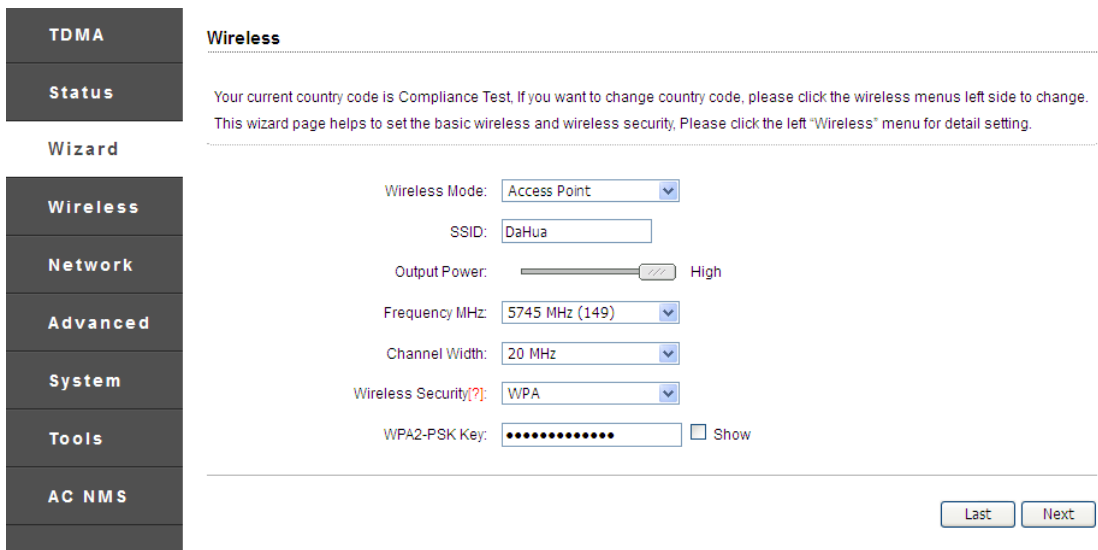 TDMA
Status
Wizard
Wireless
Network
Advanced
System
Tools
AC NMS
Wireless
Your current country code is Compliance Test, If you want to change country code, please click the wireless menus left side to change.
This wizard page helps to set the basic wireless and wireless security, Please click the left “Wireless” menu for detail setting.
Wireless Mode: Access Point
SSID: DaHua
Output Power: High
Frequency MHz: 5745 MHz (149)
Channel Width: 20 MHz
Wireless Security[?]: WPA
WPA2-PSK Key: ●●●●●●●●●●●●● Show
Last Next